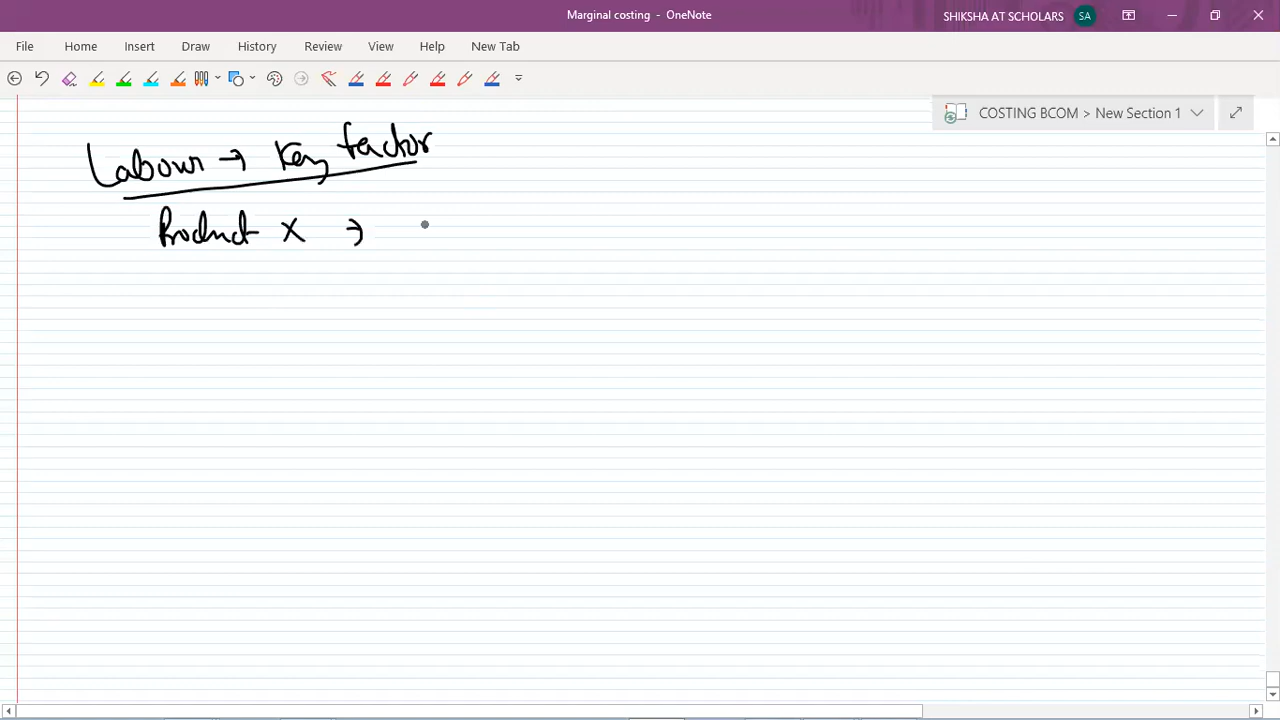 Marginal costing - OneNote
SHIKSHA AT SCHOLARS SA
File Home Insert Draw History Review View Help New Tab
COSTING BCOM > New Section 1
Labour → Key factor
Product X →